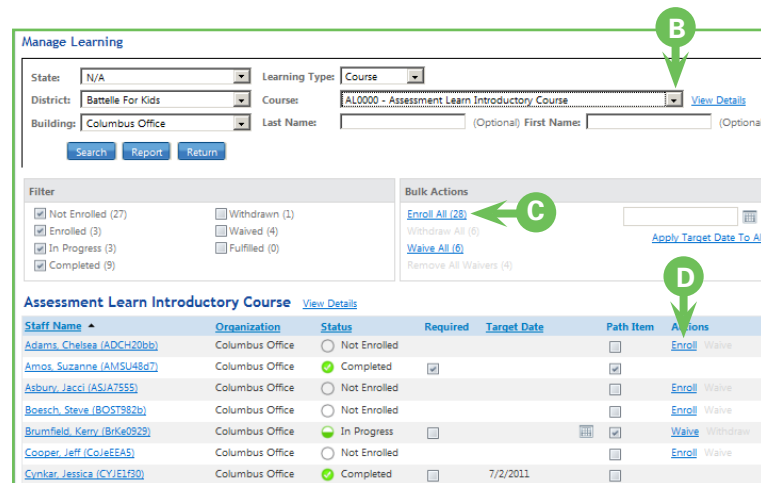 B
Manage Learning
State: N/A Learning Type: Course
District: Battelle For Kids Course: AL0000 - Assessment Learn Introductory Course View Details
Building: Columbus Office Last Name: (Optional) First Name: (Optional
Search Report Return
Filter Bulk Actions
Not Enrolled (27) Withdrawn (1) Enroll All (28) C
Enrolled (3) Waived (4) Withdraw All (6)
In Progress (3) Fulfilled (0) Waive All (6) Apply Target Date To Al
Completed (9) Remove All Waivers (4)
D
Assessment Learn Introductory Course View Details
Staff Name Organization Status Required Target Date Path Item Actions
Adams, Chelsea (ADCH20bb) Columbus Office Not Enrolled Enroll Waive
Amos, Suzanne (AMSU48d7) Columbus Office Completed
Asbury, Jacci (ASJA7555) Columbus Office Not Enrolled Enroll Waive
Boesch, Steve (BOST982b) Columbus Office Not Enrolled Enroll Waive
Brumfield, Kerry (BrKe0929) Columbus Office In Progress Waive Withdraw
Cooper, Jeff (CoJeEEA5) Columbus Office Not Enrolled Enroll Waive
Cynkar, Jessica (CYJE1f30) Columbus Office Completed 7/2/2011